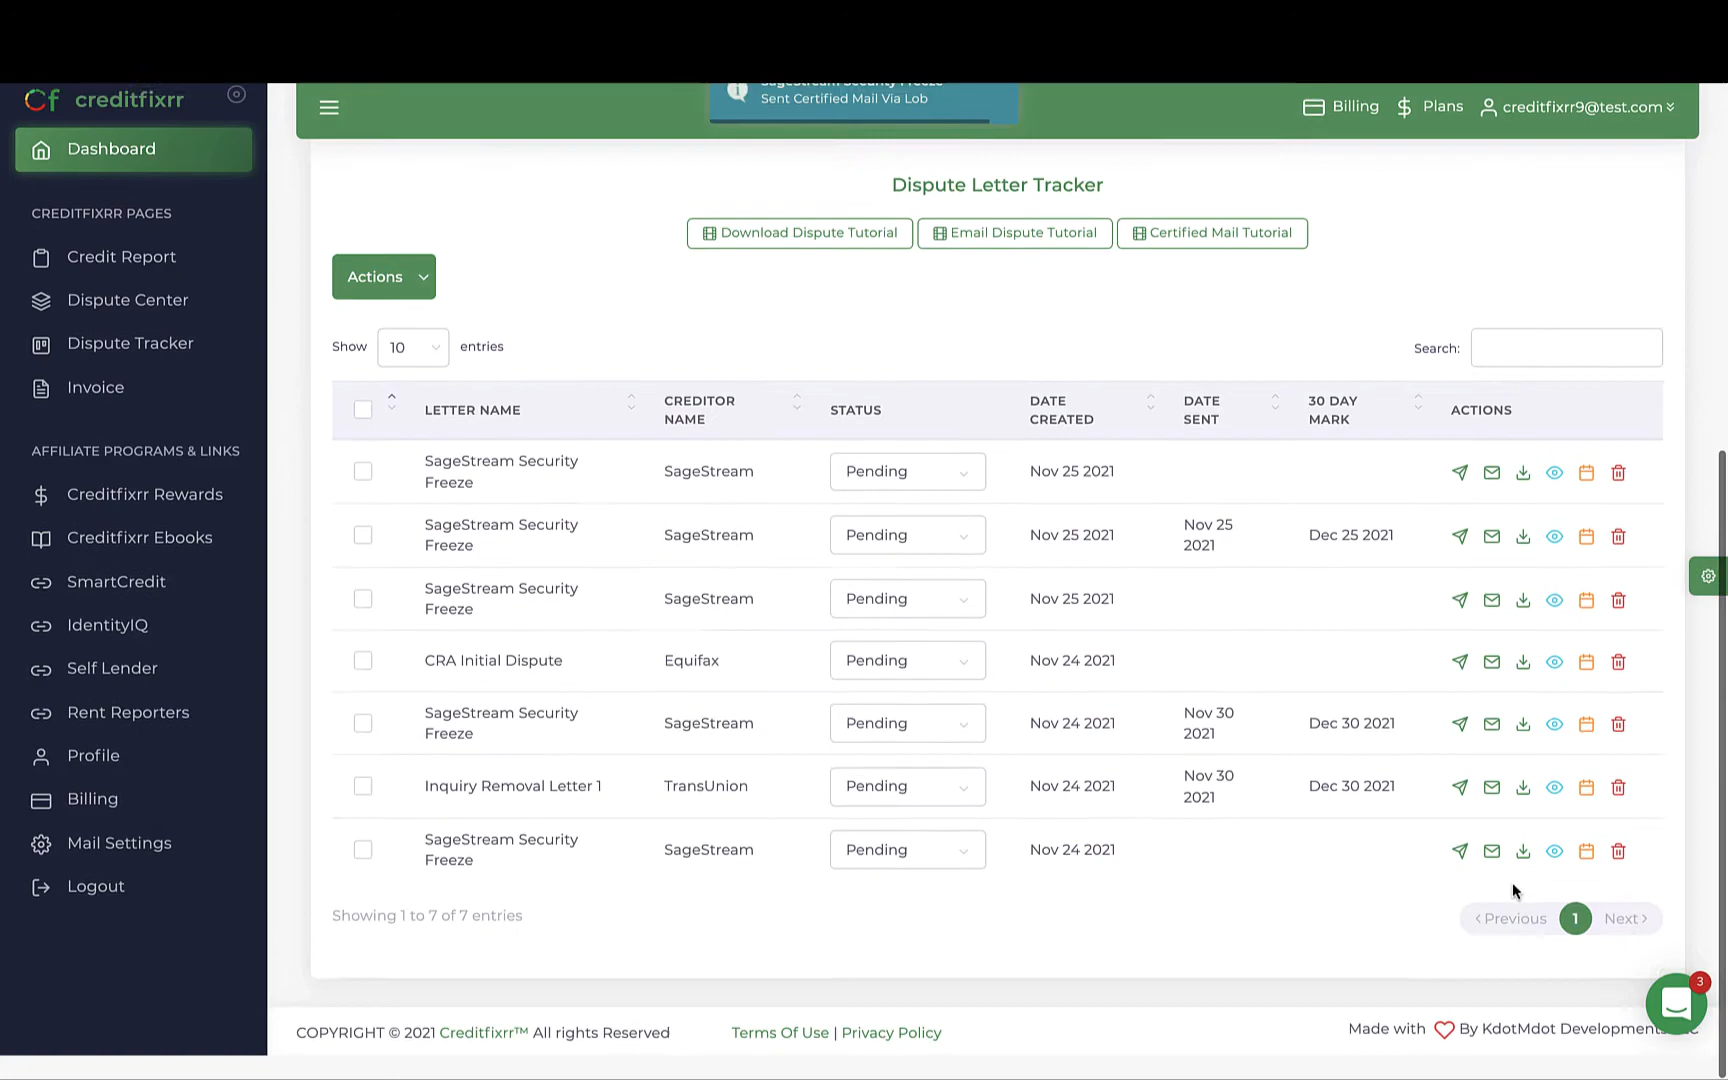 creditfixrr
SageStream Security Freeze
Sent Certified Mail Via Lob
Billing
Plans
creditfixrr9@test.com
Dashboard
CREDITFIXRR PAGES
Credit Report
Dispute Center
Dispute Tracker
Invoice
AFFILIATE PROGRAMS & LINKS
Creditfixrr Rewards
Creditfixrr Ebooks
SmartCredit
IdentityIQ
Self Lender
Rent Reporters
Profile
Billing
Mail Settings
Logout
Dispute Letter Tracker
Download Dispute Tutorial
Email Dispute Tutorial
Certified Mail Tutorial
Actions
Show 10 entries
Search:
LETTER NAME
CREDITOR
NAME
STATUS
DATE
CREATED
DATE
SENT
30 DAY
MARK
ACTIONS
SageStream Security
Freeze
SageStream
Pending
Nov 25 2021
SageStream Security
Freeze
SageStream
Pending
Nov 25 2021
Nov 25
2021
Dec 25 2021
SageStream Security
Freeze
SageStream
Pending
Nov 25 2021
CRA Initial Dispute
Equifax
Pending
Nov 24 2021
SageStream Security
Freeze
SageStream
Pending
Nov 24 2021
Nov 30
2021
Dec 30 2021
Inquiry Removal Letter 1
TransUnion
Pending
Nov 24 2021
Nov 30
2021
Dec 30 2021
SageStream Security
Freeze
SageStream
Pending
Nov 24 2021
Showing 1 to 7 of 7 entries
Previous
1
Next
3
COPYRIGHT © 2021 Creditfixrr™ All rights Reserved
Terms Of Use | Privacy Policy
Made with By KdotMdot Developments